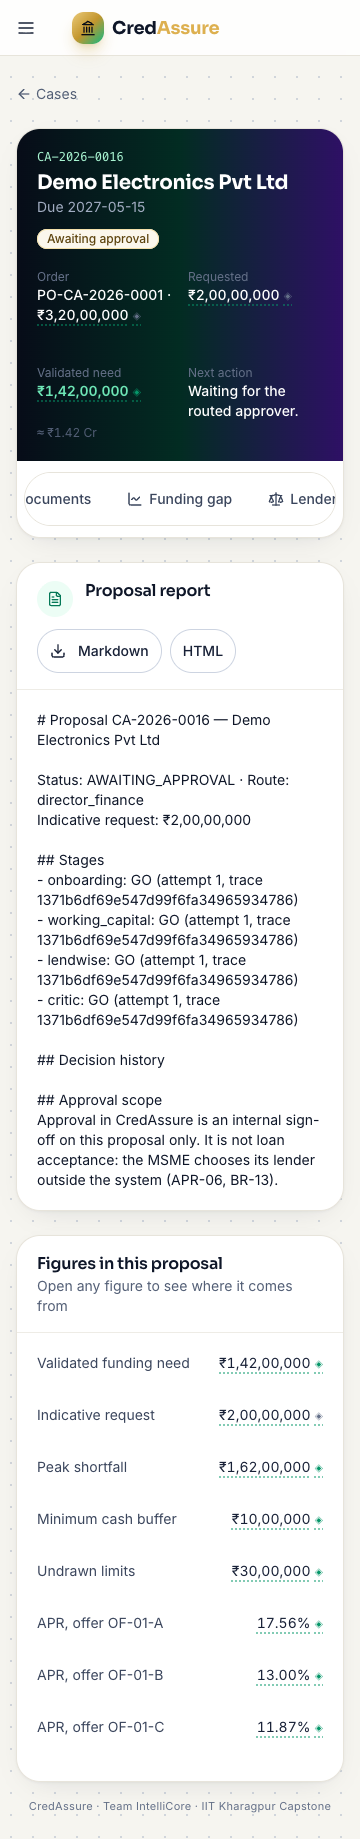 CredAssure
Cases
CA-2026-0016
Demo Electronics Pvt Ltd
Due 2027-05-15
Awaiting approval
Order
PO-CA-2026-0001 ·
₹3,20,00,000
Requested
₹2,00,00,000
Validated need
₹1,42,00,000
≈ ₹1.42 Cr
Next action
Waiting for the
routed approver.
ocuments
Funding gap
Lender
Proposal report
Markdown
HTML
# Proposal CA-2026-0016 — Demo
Electronics Pvt Ltd
Status: AWAITING_APPROVAL · Route:
director_finance
Indicative request: ₹2,00,00,000
## Stages
- onboarding: GO (attempt 1, trace
1371b6df69e547d99f6fa34965934786)
- working_capital: GO (attempt 1, trace
1371b6df69e547d99f6fa34965934786)
- lendwise: GO (attempt 1, trace
1371b6df69e547d99f6fa34965934786)
- critic: GO (attempt 1, trace
1371b6df69e547d99f6fa34965934786)
## Decision history
## Approval scope
Approval in CredAssure is an internal sign-
off on this proposal only. It is not loan
acceptance: the MSME chooses its lender
outside the system (APR-06, BR-13).
Figures in this proposal
Open any figure to see where it comes
from
Validated funding need ₹1,42,00,000
Indicative request ₹2,00,00,000
Peak shortfall ₹1,62,00,000
Minimum cash buffer ₹10,00,000
Undrawn limits ₹30,00,000
APR, offer OF-01-A 17.56%
APR, offer OF-01-B 13.00%
APR, offer OF-01-C 11.87%
CredAssure · Team IntelliCore · IIT Kharagpur Capstone